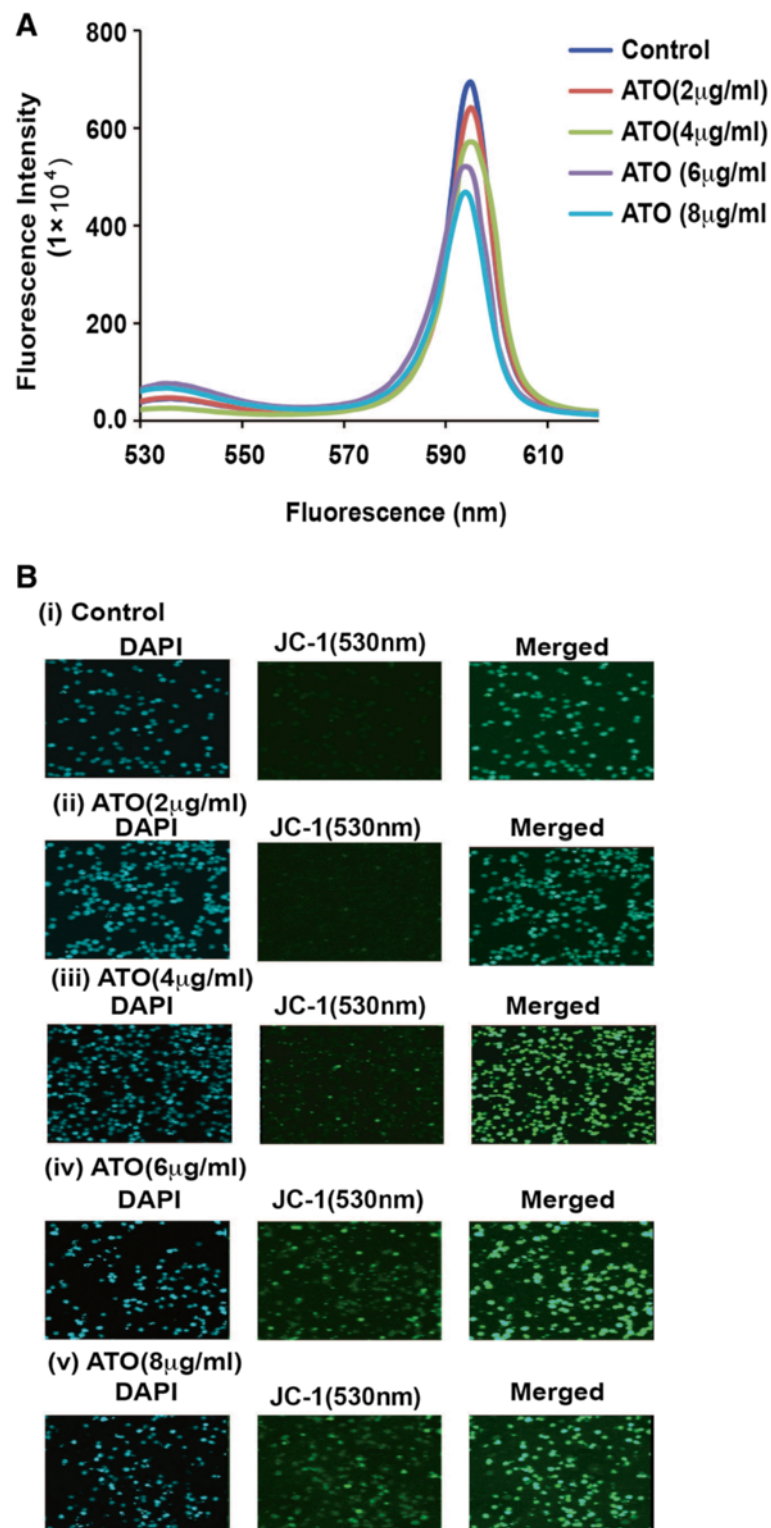 A
800
600
400
200
0.0
Fluorescence Intensity
(1× 10⁴)
530 550 570 590 610
Fluorescence (nm)
Control
ATO(2μg/ml)
ATO(4μg/ml)
ATO (6μg/ml
ATO (8μg/ml
B
(i) Control
DAPI JC-1(530nm) Merged
(ii) ATO(2μg/ml)
DAPI JC-1(530nm) Merged
(iii) ATO(4μg/ml)
DAPI JC-1(530nm) Merged
(iv) ATO(6μg/ml)
DAPI JC-1(530nm) Merged
(v) ATO(8μg/ml)
DAPI JC-1(530nm) Merged